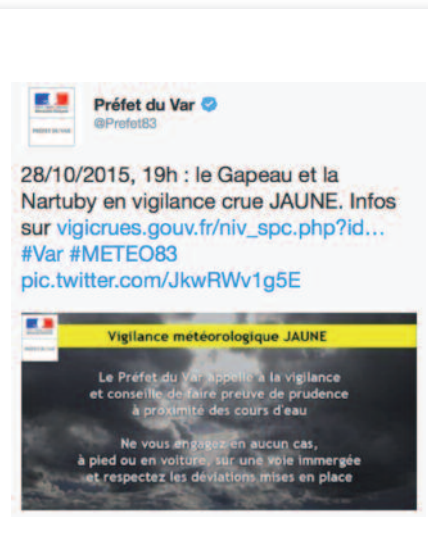 Préfet du Var
@Prefet83
28/10/2015, 19h : le Gapeau et la
Nartuby en vigilance crue JAUNE. Infos
sur vigicrues.gouv.fr/niv_spc.php?id...
#Var #METEO83
pic.twitter.com/JkwRWv1g5E
Vigilance météorologique JAUNE
Le Préfet du Var appelle à la vigilance
et conseille de faire preuve de prudence
à proximité des cours d'eau
Ne vous engagez en aucun cas,
à pied ou en voiture, sur une voie immergée
et respectez les déviations mises en place